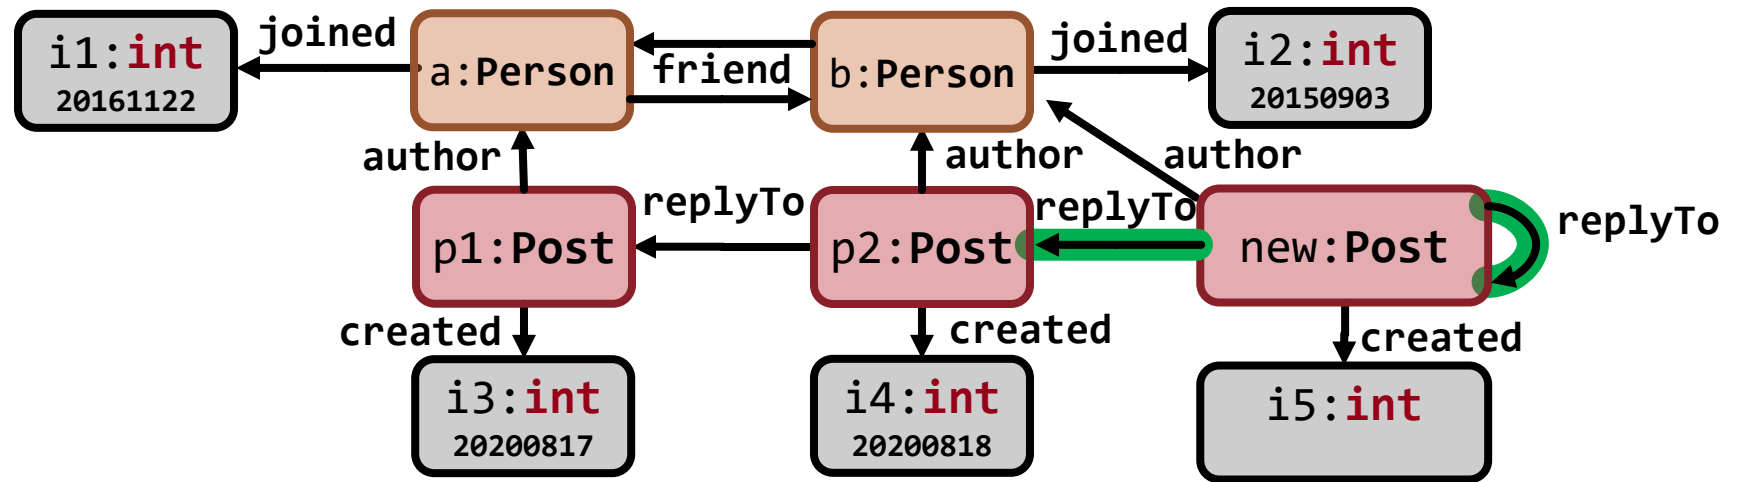 i1:int
20161122
joined
a:Person
friend
b:Person
joined
i2:int
20150903
author
author
author
p1:Post
replyTo
p2:Post
replyTo
new:Post
replyTo
created
created
created
i3:int
20200817
i4:int
20200818
i5:int